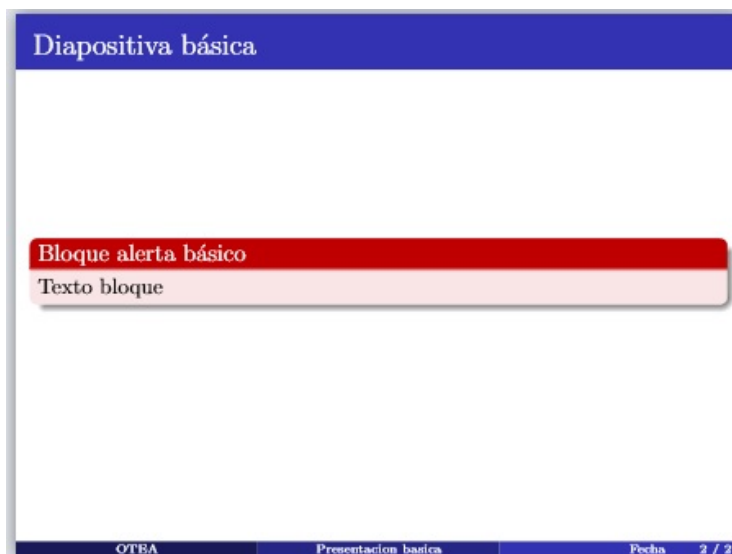 Diapositiva básica
Bloque alerta básico
Texto bloque
OTEA Presentacion basica Fecha 2 / 2